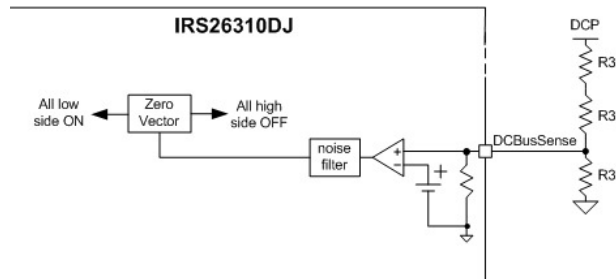 IRS26310DJ
DCP
R3
All low
side ON
Zero
Vector
All high
side OFF
R3
noise
filter
+
−
+
DCBusSense
R3